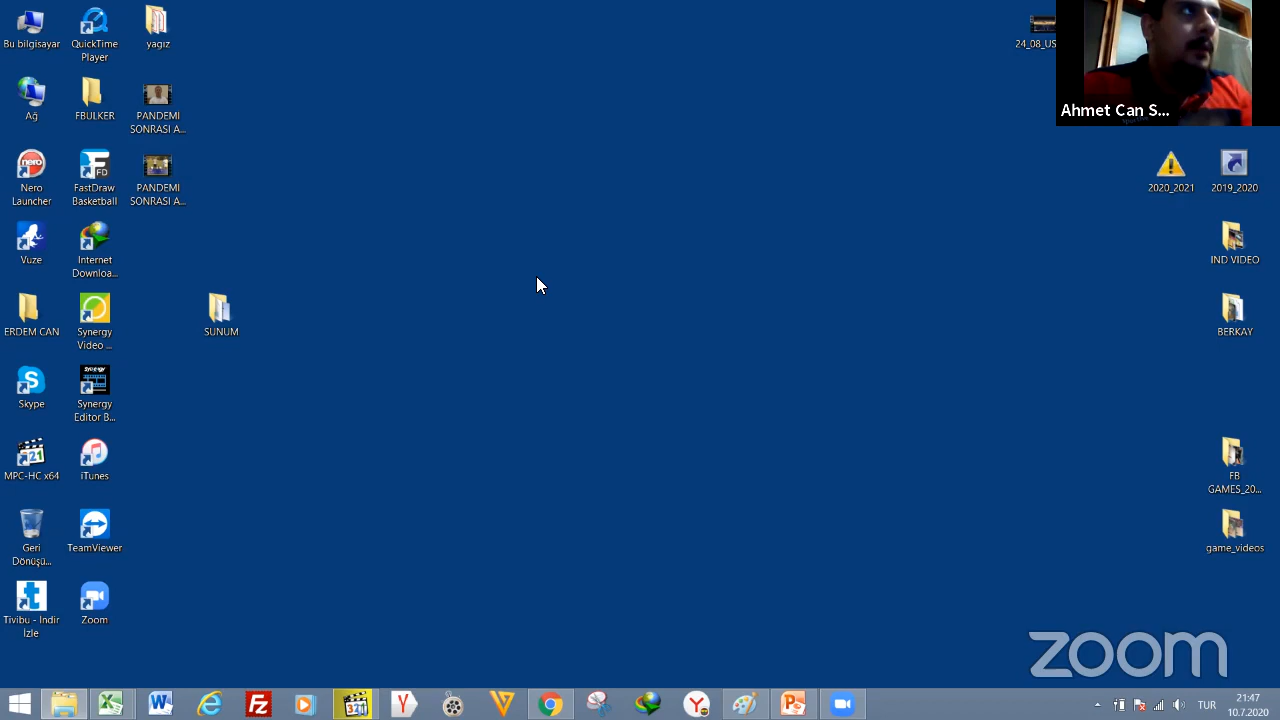 Bu bilgisayar
QuickTime
Player
yagız
Ağ
FBULKER
PANDEMİ
SONRASI A...
Nero
Launcher
FastDraw
Basketball
PANDEMİ
SONRASI A...
Vuze
Internet
Downloa...
ERDEM CAN
Synergy
Video ...
SUNUM
Skype
Synergy
Editor B...
MPC-HC x64
iTunes
Geri
Dönüşü...
TeamViewer
Tivibu - İndir
İzle
Zoom
24_08_US
Ahmet Can S...
2020_2021
2019_2020
IND VIDEO
BERKAY
FB
GAMES_20...
game_videos
zoom
TUR
21:47
10.7.2020